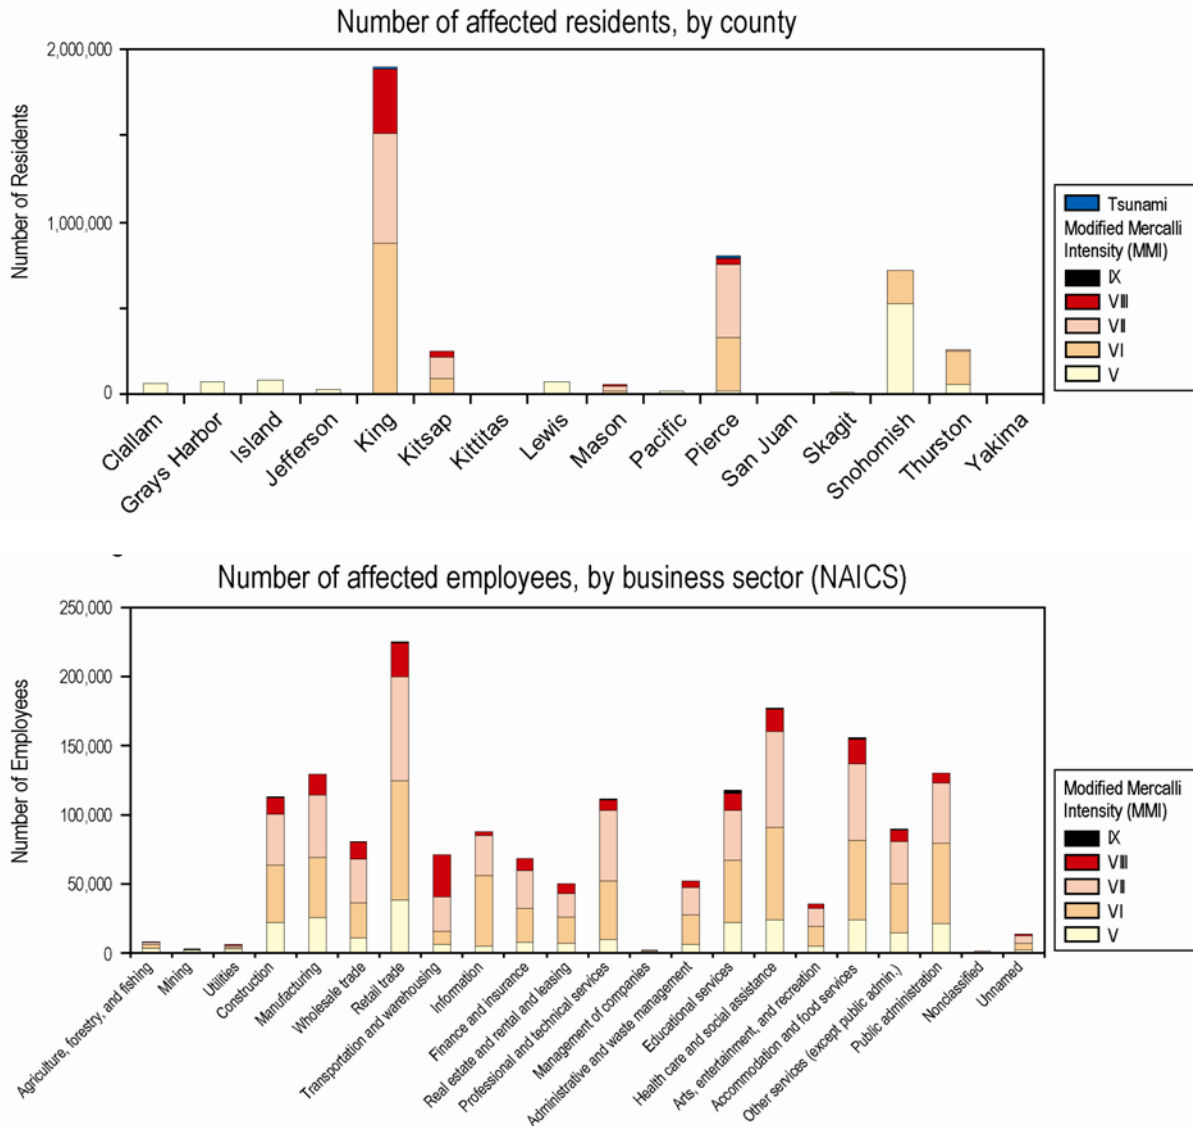 Number of affected residents, by county
Number of Residents
2,000,000
1,000,000
0
Clallam
Grays Harbor
Island
Jefferson
King
Kitsap
Kittitas
Lewis
Mason
Pacific
Pierce
San Juan
Skagit
Snohomish
Thurston
Yakima
Tsunami
Modified Mercalli
Intensity (MMI)
IX
VIII
VII
VI
V
Number of affected employees, by business sector (NAICS)
Number of Employees
250,000
200,000
150,000
100,000
50,000
0
Agriculture, forestry, and fishing
Mining
Utilities
Construction
Manufacturing
Wholesale trade
Retail trade
Transportation and warehousing
Information
Finance and insurance
Real estate and rental and leasing
Professional and technical services
Management of companies
Administrative and waste management
Educational services
Health care and social assistance
Arts, entertainment, and recreation
Accommodation and food services
Other services (except public admin.)
Public administration
Nonclassified
Unnamed
Modified Mercalli
Intensity (MMI)
IX
VIII
VII
VI
V